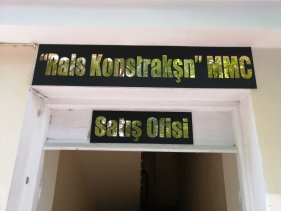 "Rals Konstrakşn" MMC
Satış Ofisi